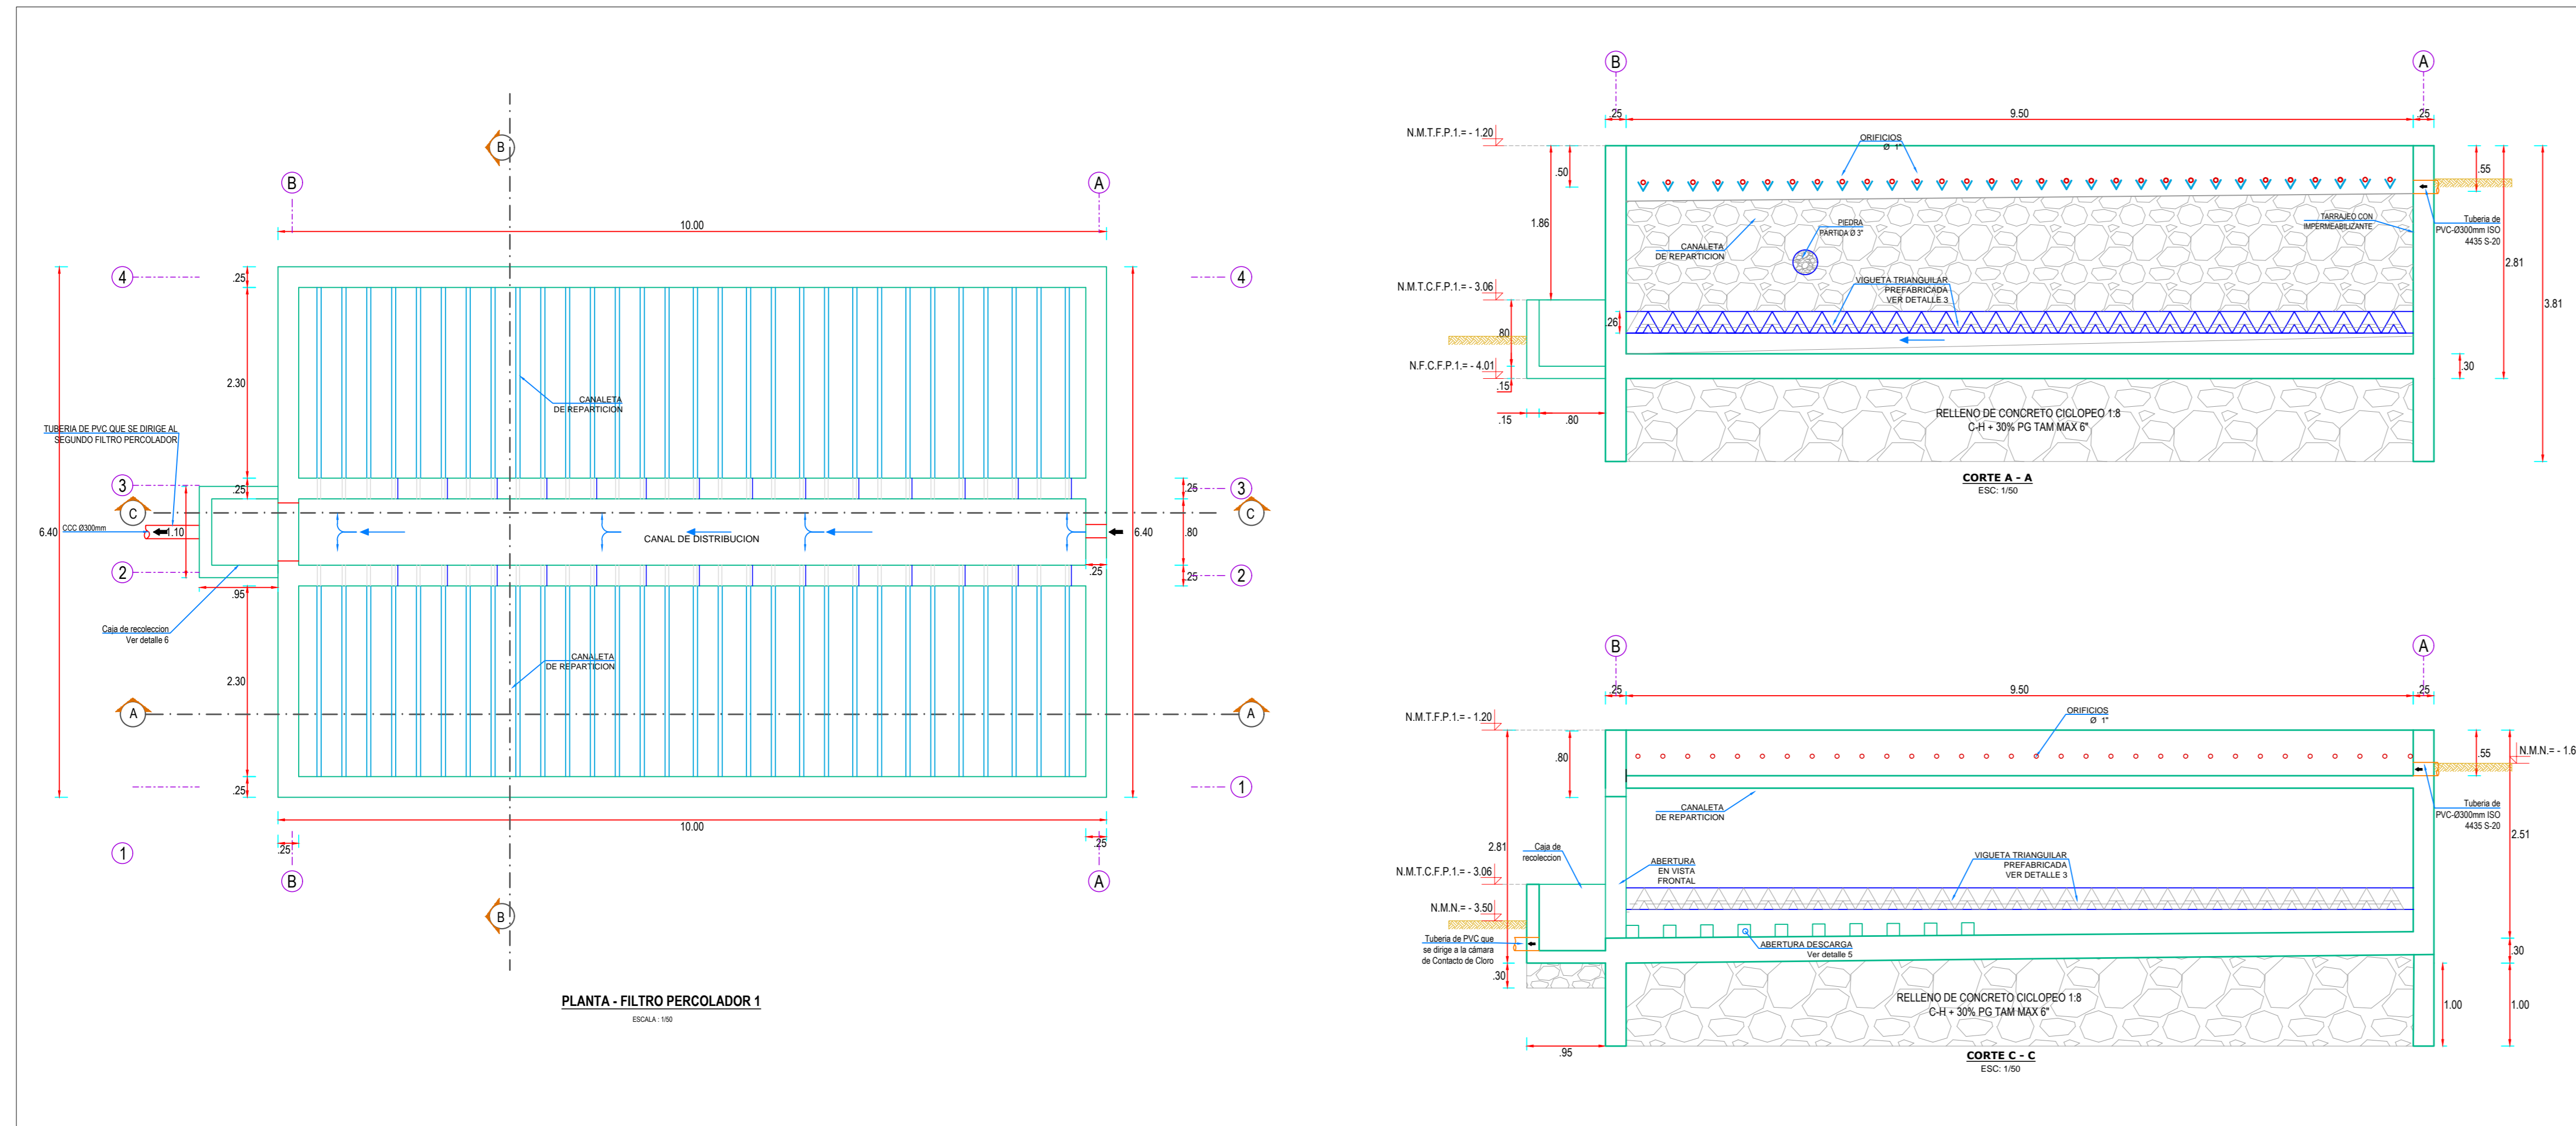 B
B
A
10.00
4
4
.25
2.30
CANALETA
DE REPARTICION
TUBERIA DE PVC QUE SE DIRIGE AL
SEGUNDO FILTRO PERCOLADOR
3
.25
.25
3
C
C
6.40
CCC Ø300mm
1.10
CANAL DE DISTRIBUCION
6.40
.80
2
.25
.25
2
.95
Caja de recoleccion
Ver detalle 6
CANALETA
DE REPARTICION
2.30
A
A
.25
1
10.00
1
.25
.25
B
A
B
PLANTA - FILTRO PERCOLADOR 1
ESCALA : 1/50
B
A
.25
9.50
.25
N.M.T.F.P.1.= - 1.20
ORIFICIOS
Ø 1"
.50
.55
1.86
PIEDRA
PARTIDA Ø 3"
TARRAJEO CON
IMPERMEABILIZANTE
Tuberia de
PVC-Ø300mm ISO
4435 S-20
CANALETA
DE REPARTICION
2.81
N.M.T.C.F.P.1.= - 3.06
VIGUETA TRIANGUILAR
PREFABRICADA
VER DETALLE 3
3.81
.26
.80
N.F.C.F.P.1.= - 4.01
.15
.30
.15
.80
RELLENO DE CONCRETO CICLOPEO 1:8
C-H + 30% PG TAM MAX 6"
CORTE A - A
ESC: 1/50
B
A
.25
9.50
.25
N.M.T.F.P.1.= - 1.20
ORIFICIOS
Ø 1"
.80
.55
N.M.N.= - 1.6
CANALETA
DE REPARTICION
Tuberia de
PVC-Ø300mm ISO
4435 S-20
2.51
2.81
Caja de
recoleccion
ABERTURA
EN VISTA
FRONTAL
VIGUETA TRIANGUILAR
PREFABRICADA
VER DETALLE 3
N.M.T.C.F.P.1.= - 3.06
N.M.N.= - 3.50
Tuberia de PVC que
se dirige a la cámara
de Contacto de Cloro
ABERTURA DESCARGA
Ver detalle 5
.30
.30
RELLENO DE CONCRETO CICLOPEO 1:8
C-H + 30% PG TAM MAX 6"
1.00
1.00
.95
CORTE C - C
ESC: 1/50